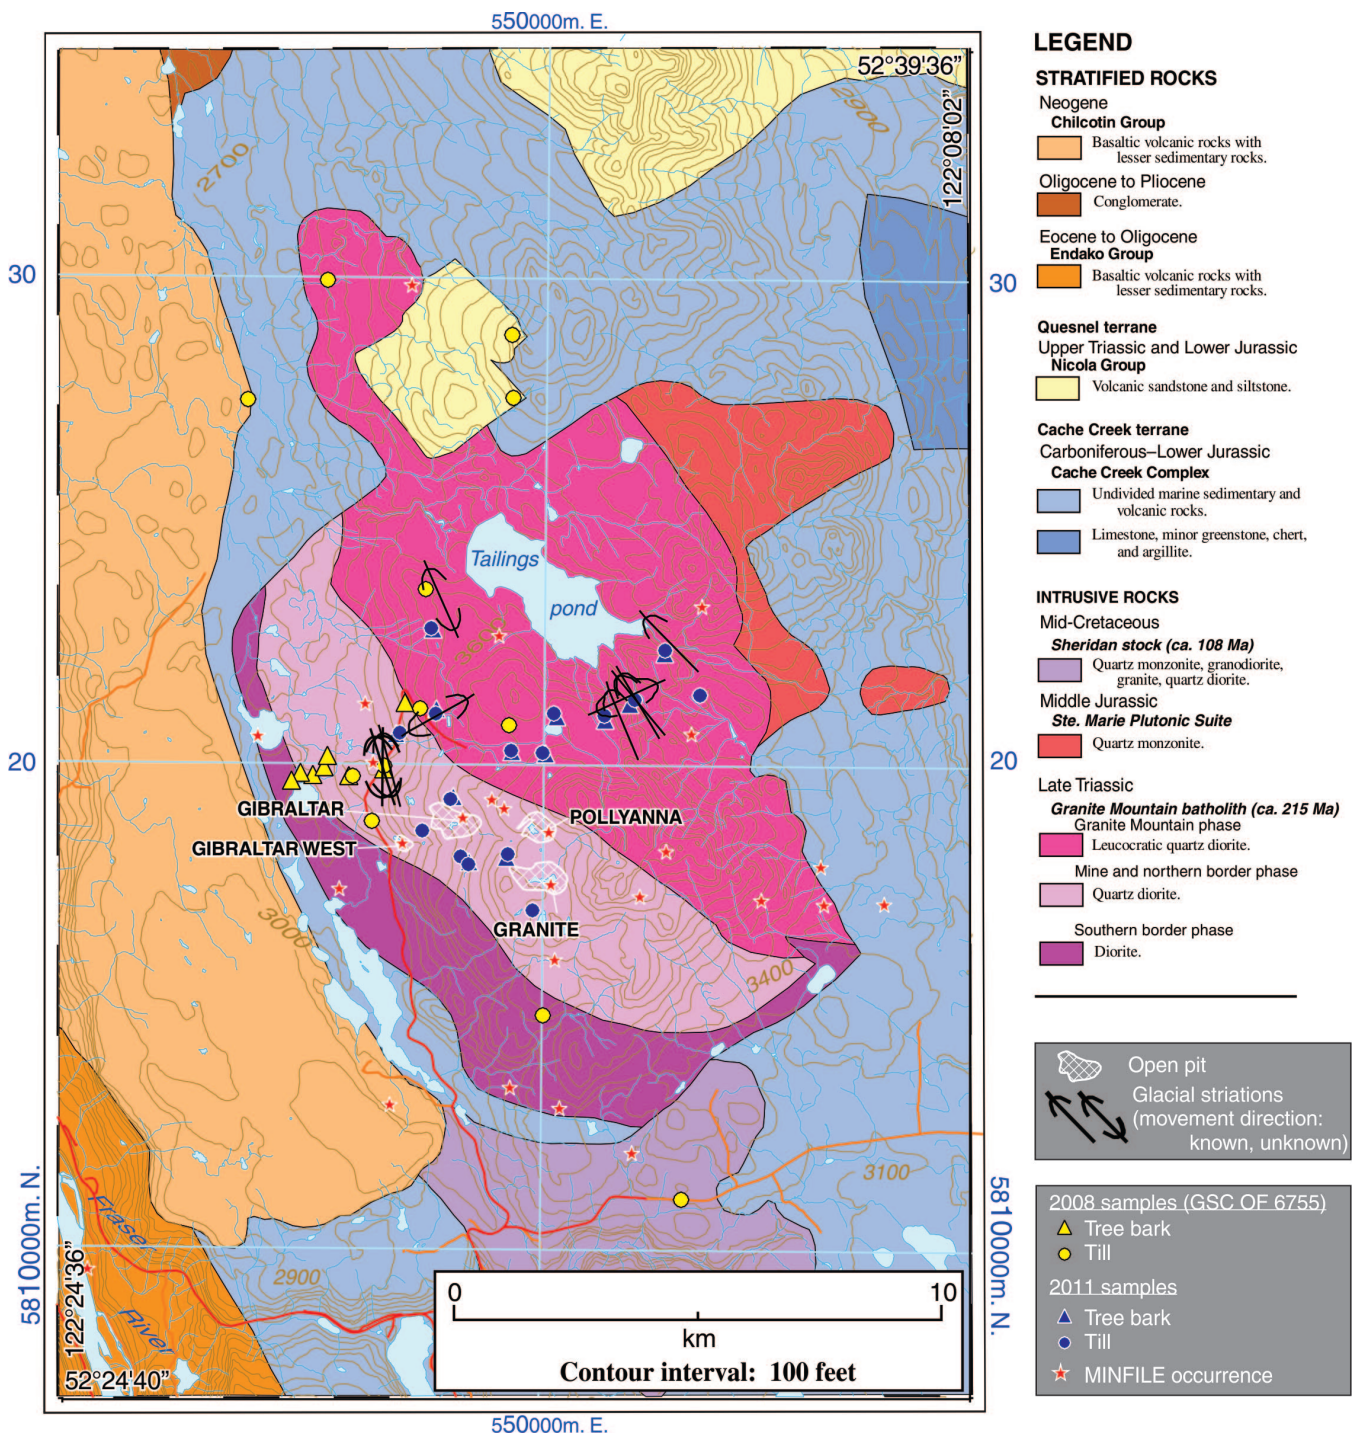 550000m. E.
52°39'36"
122°08'02"
2900
2700
30
30
Tailings
pond
3600
20
20
GIBRALTAR
POLLYANNA
GIBRALTAR WEST
GRANITE
3000
3400
3100
Fraser
River
2900
5810000m. N.
5810000m. N.
122°24'36"
52°24'40"
0
10
km
Contour interval: 100 feet
550000m. E.
LEGEND
STRATIFIED ROCKS
Neogene
Chilcotin Group
Basaltic volcanic rocks with
lesser sedimentary rocks.
Oligocene to Pliocene
Conglomerate.
Eocene to Oligocene
Endako Group
Basaltic volcanic rocks with
lesser sedimentary rocks.
Quesnel terrane
Upper Triassic and Lower Jurassic
Nicola Group
Volcanic sandstone and siltstone.
Cache Creek terrane
Carboniferous–Lower Jurassic
Cache Creek Complex
Undivided marine sedimentary and
volcanic rocks.
Limestone, minor greenstone, chert,
and argillite.
INTRUSIVE ROCKS
Mid-Cretaceous
Sheridan stock (ca. 108 Ma)
Quartz monzonite, granodiorite,
granite, quartz diorite.
Middle Jurassic
Ste. Marie Plutonic Suite
Quartz monzonite.
Late Triassic
Granite Mountain batholith (ca. 215 Ma)
Granite Mountain phase
Leucocratic quartz diorite.
Mine and northern border phase
Quartz diorite.
Southern border phase
Diorite.
Open pit
Glacial striations
(movement direction:
known, unknown)
2008 samples (GSC OF 6755)
Tree bark
Till
2011 samples
Tree bark
Till
MINFILE occurrence